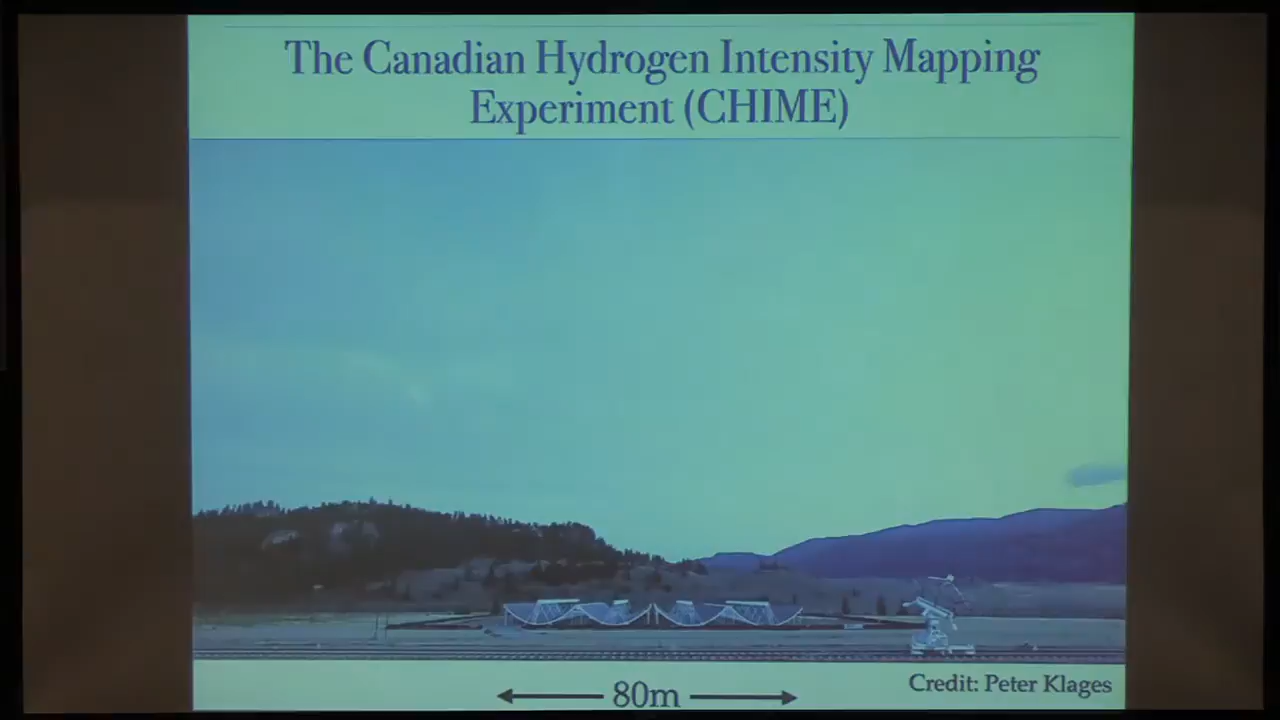 The Canadian Hydrogen Intensity Mapping
Experiment (CHIME)
Credit: Peter Klages
80m